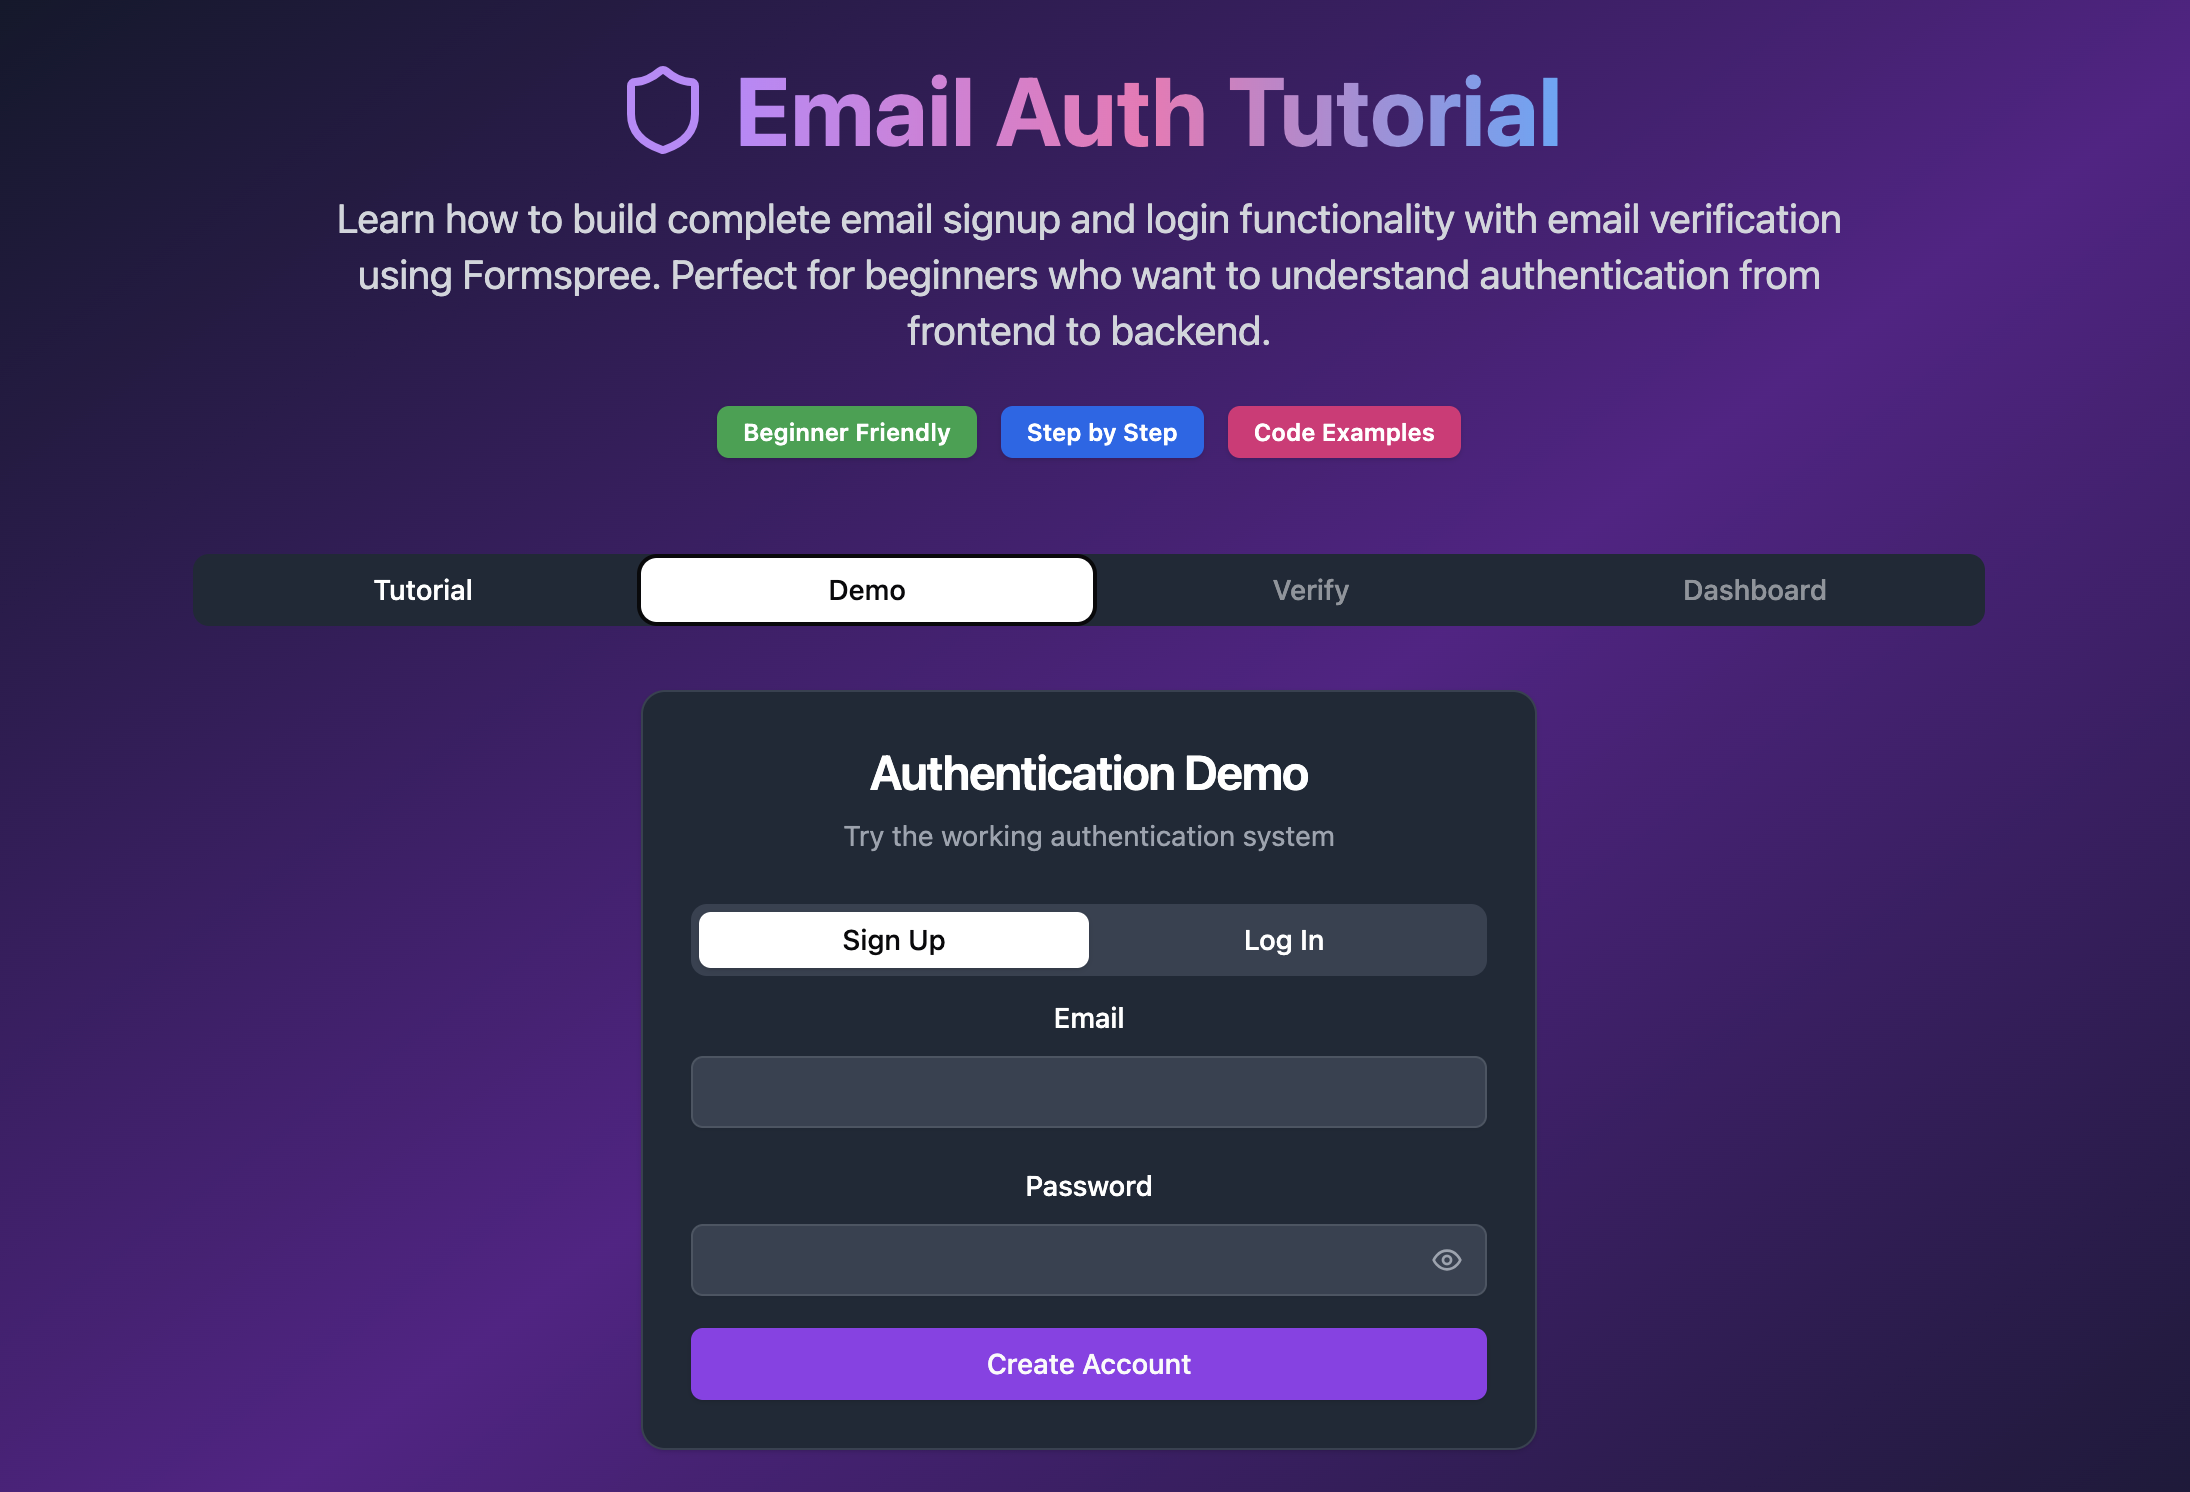 Email Auth Tutorial
Learn how to build complete email signup and login functionality with email verification
using Formspree. Perfect for beginners who want to understand authentication from
frontend to backend.
Beginner Friendly
Step by Step
Code Examples
Tutorial
Demo
Verify
Dashboard
Authentication Demo
Try the working authentication system
Sign Up
Log In
Email
Password
Create Account